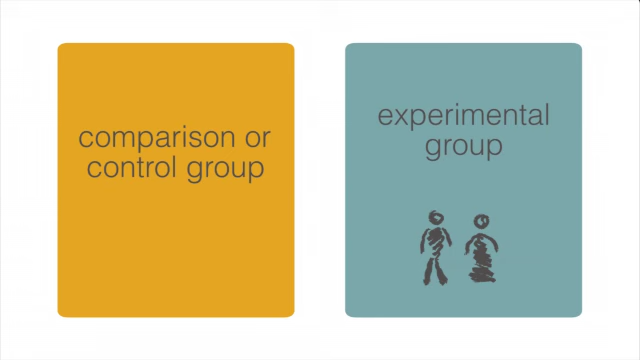 comparison or
control group
experimental
group